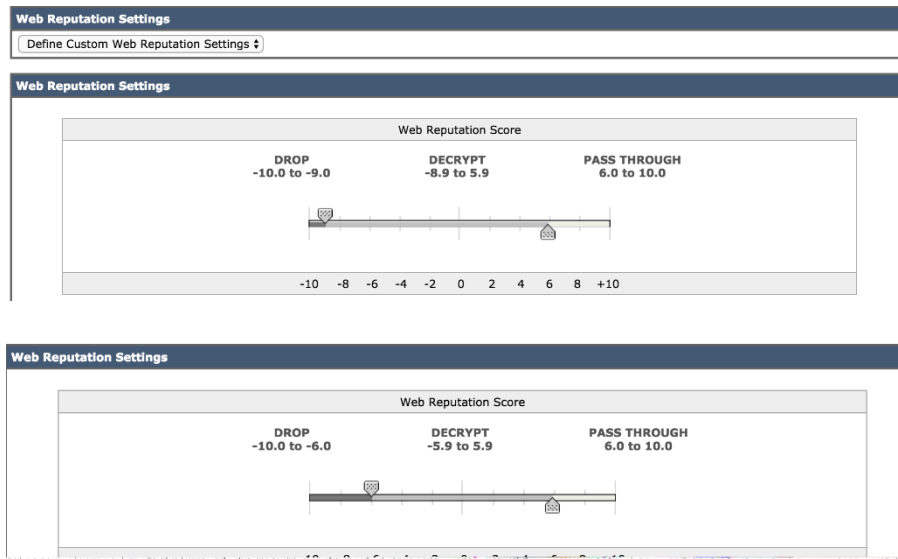 Web Reputation Settings
Define Custom Web Reputation Settings
Web Reputation Settings
Web Reputation Score
DROP DECRYPT PASS THROUGH
-10.0 to -9.0 -8.9 to 5.9 6.0 to 10.0
-10 -8 -6 -4 -2 0 2 4 6 8 +10
Web Reputation Settings
Web Reputation Score
DROP DECRYPT PASS THROUGH
-10.0 to -6.0 -5.9 to 5.9 6.0 to 10.0